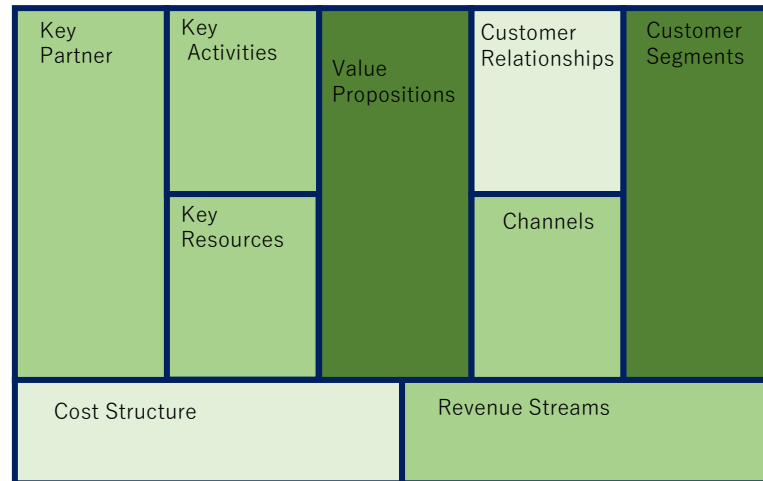 Key
Partner
Key
Activities
Value
Propositions
Customer
Relationships
Customer
Segments
Key
Resources
Channels
Cost Structure
Revenue Streams